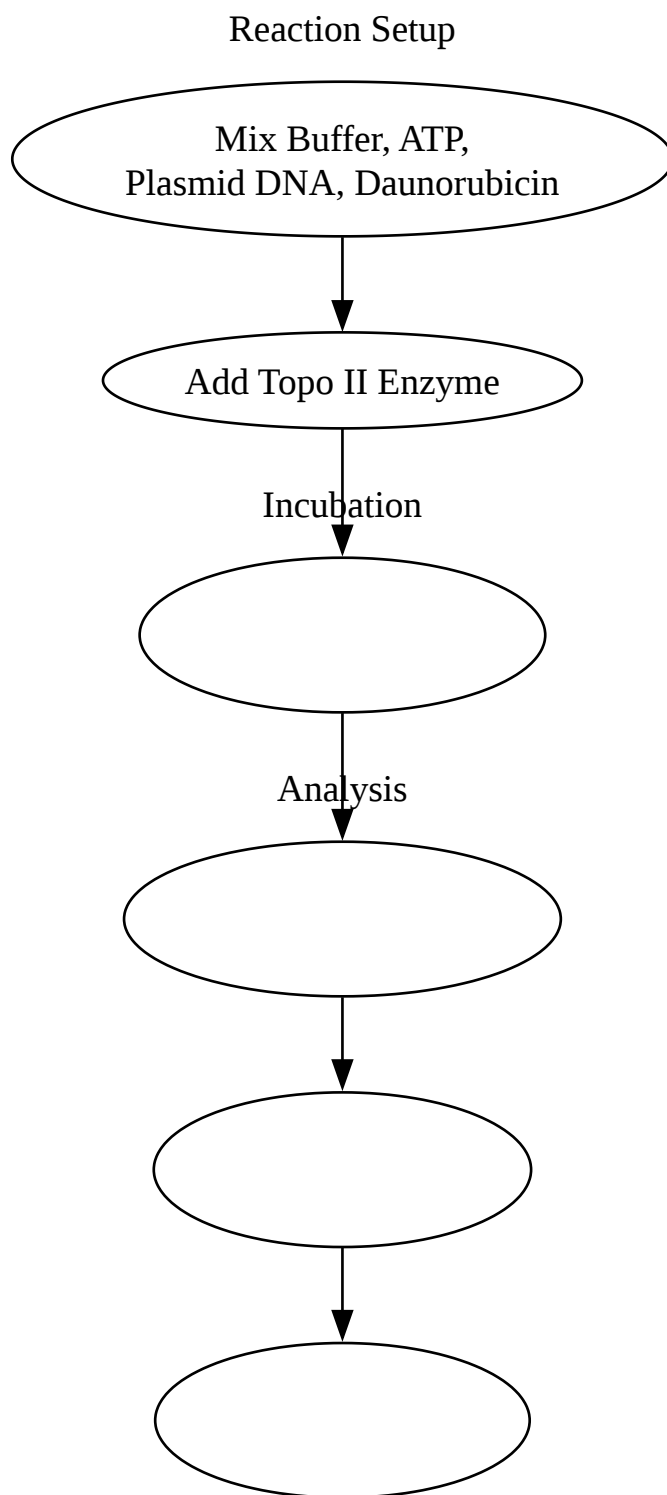 Reaction Setup
Mix Buffer, ATP,
Plasmid DNA, Daunorubicin
Add Topo II Enzyme
Incubation
Analysis